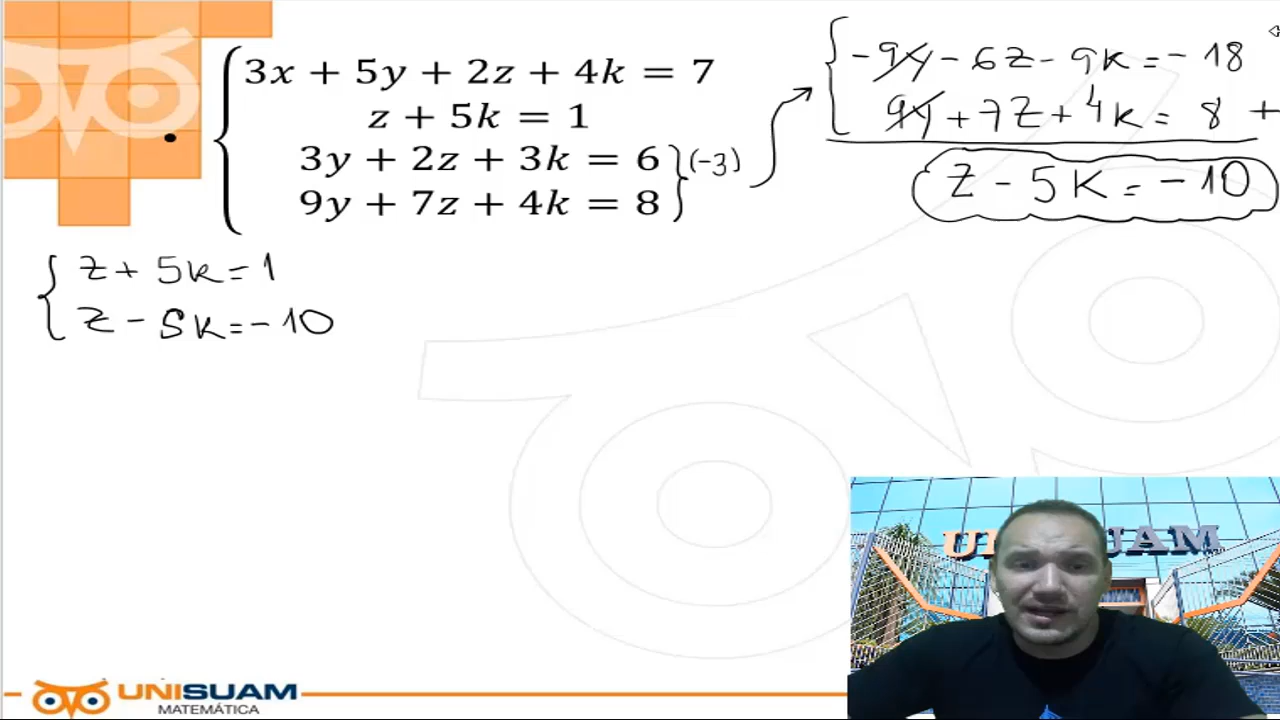 3x + 5y + 2z + 4k = 7
z + 5k = 1
3y + 2z + 3k = 6
9y + 7z + 4k = 8
(-3)
-9y - 6z - 9k = -18
9y + 7z + 4k = 8 +
z - 5k = -10
z + 5k = 1
z - 5k = -10
UNISUAM
UNISUAM
MATEMÁTICA